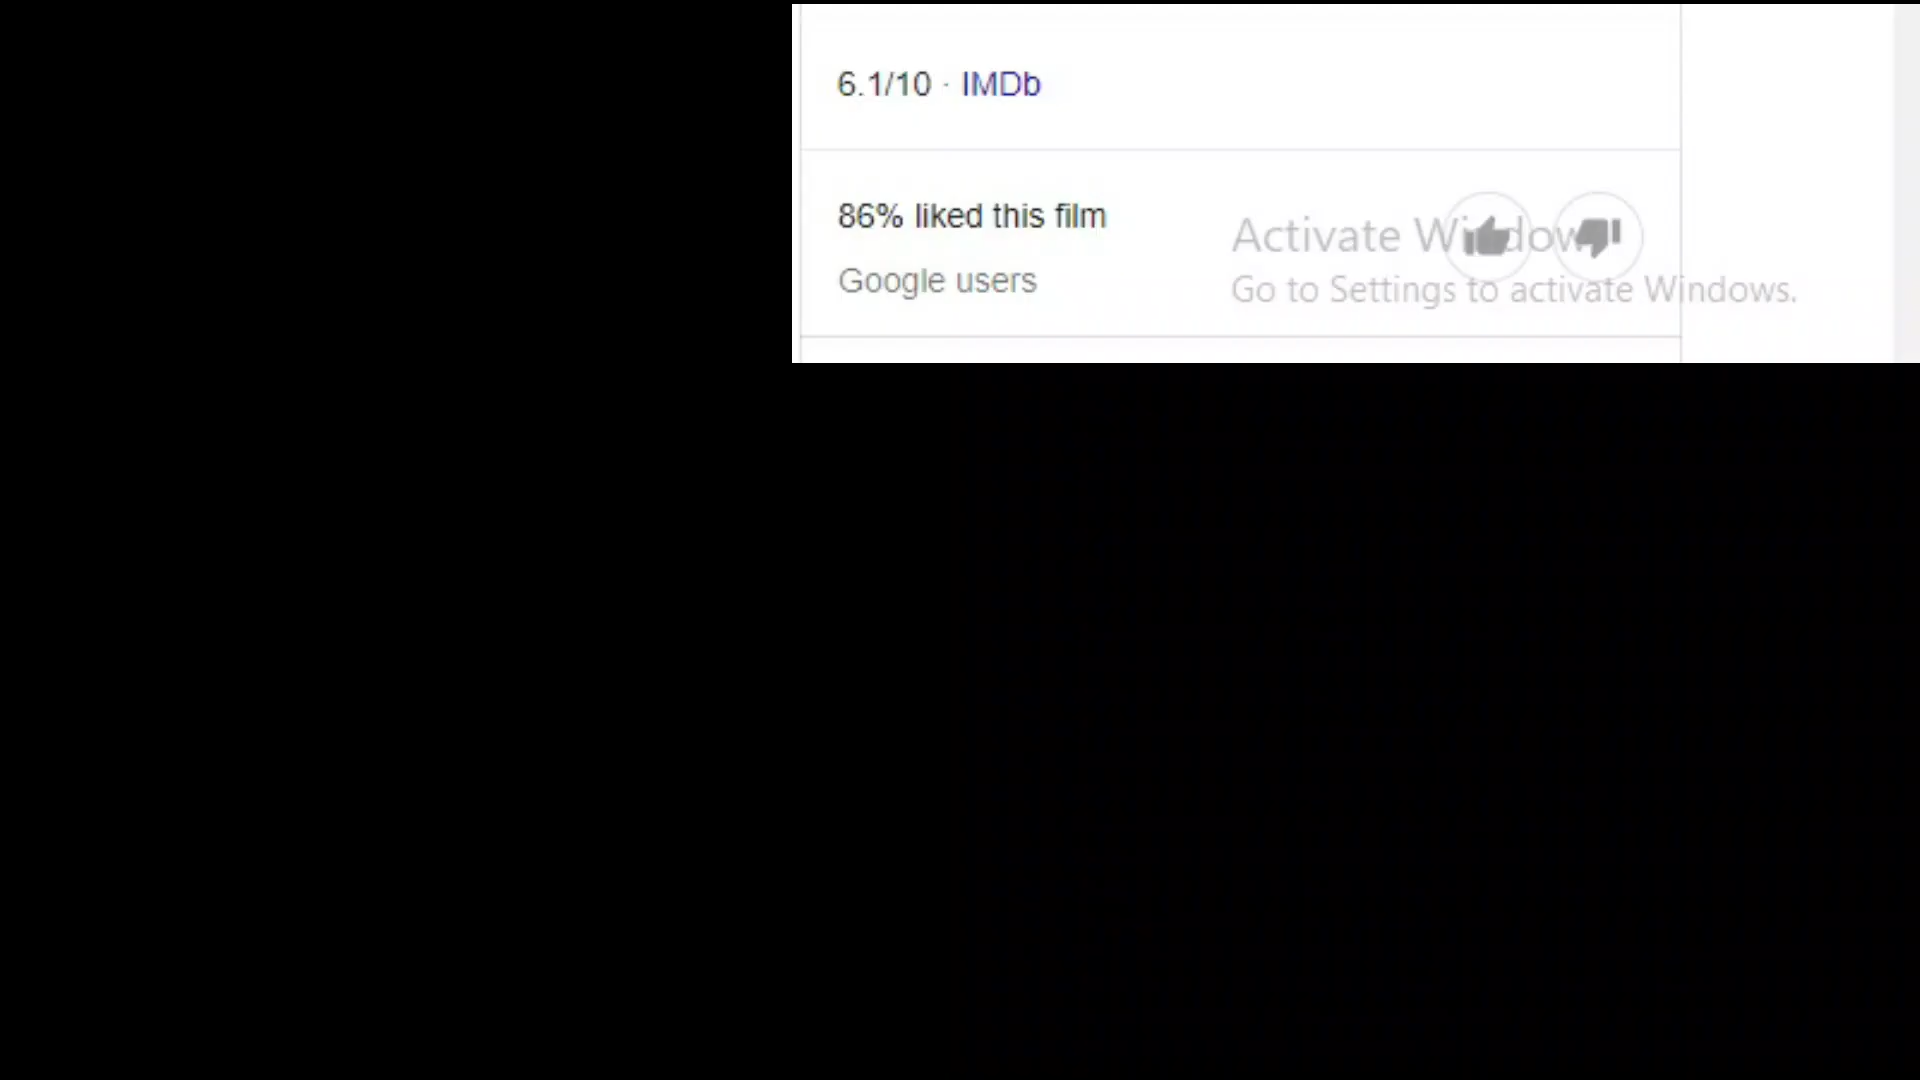 6.1/10 · IMDb
86% liked this film
Google users
Activate Windows
Go to Settings to activate Windows.